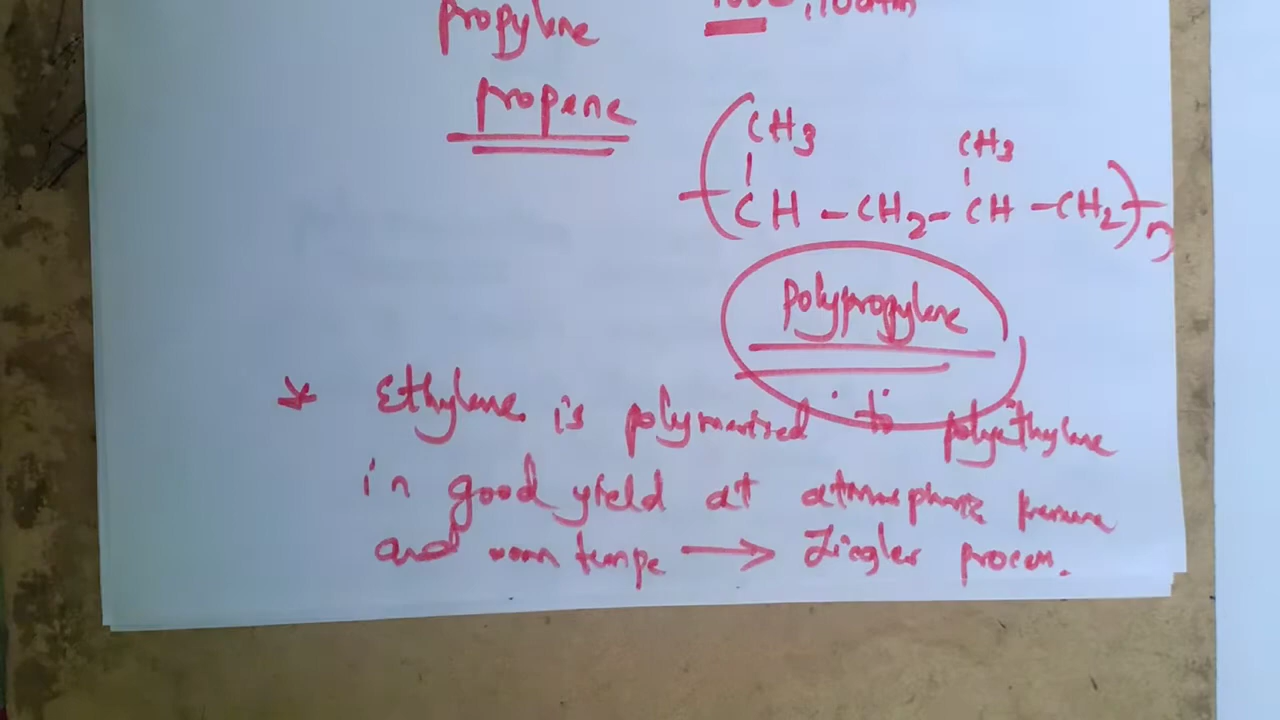 propylene
propene
CH3 CH3
CH – CH2 – CH – CH2 n
polypropylene
* Ethylene is polymerised to polyethylene
in good yield at atmospheric pressure
and room tempe → Ziegler process.